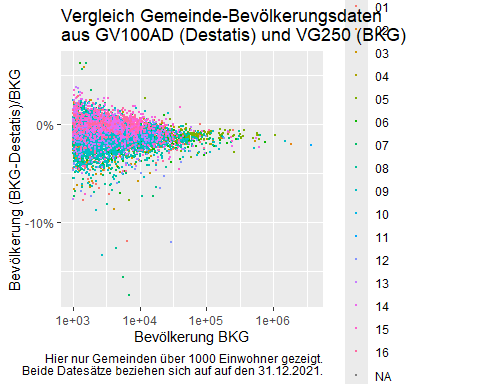 Vergleich Gemeinde-Bevölkerungsdaten
aus GV100AD (Destatis) und VG250 (BKG)
Bevölkerung (BKG-Destatis)/BKG
0%
-10%
1e+03
1e+04
1e+05
1e+06
Bevölkerung BKG
Hier nur Gemeinden über 1000 Einwohner gezeigt.
Beide Datesätze beziehen sich auf auf den 31.12.2021.
01
02
03
04
05
06
07
08
09
10
11
12
13
14
15
16
NA